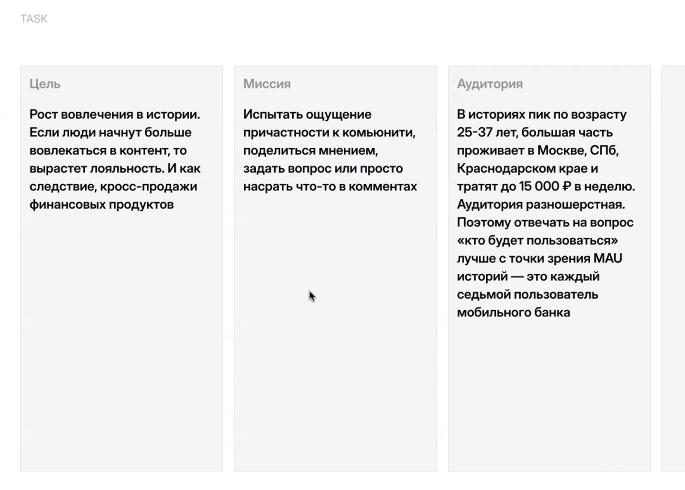 TASK
Цель
Рост вовлечения в истории.
Если люди начнут больше
вовлекаться в контент, то
вырастет лояльность. И как
следствие, кросс-продажи
финансовых продуктов
Миссия
Испытать ощущение
причастности к комьюнити,
поделиться мнением,
задать вопрос или просто
насрать что-то в комментах
Аудитория
В историях пик по возрасту
25-37 лет, большая часть
проживает в Москве, СПб,
Краснодарском крае и
тратят до 15 000 ₽ в неделю.
Аудитория разношерстная.
Поэтому отвечать на вопрос
«кто будет пользоваться»
лучше с точки зрения MAU
историй — это каждый
седьмой пользователь
мобильного банка